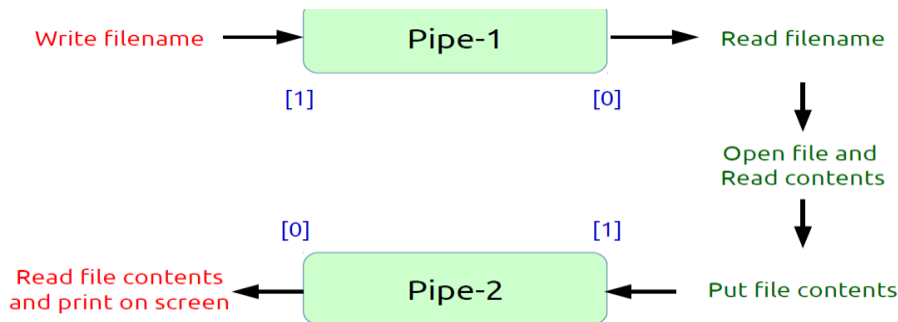 Write filename
Pipe-1
Read filename
[1]
[0]
Open file and
Read contents
[0]
[1]
Read file contents
and print on screen
Pipe-2
Put file contents